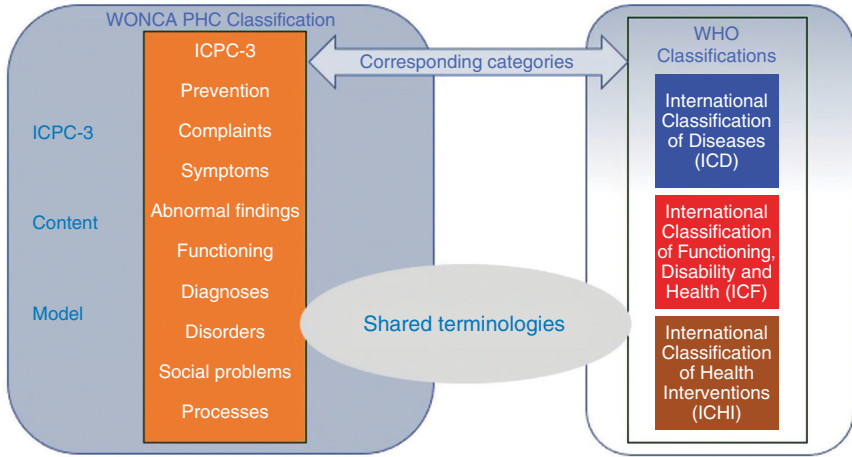 WONCA PHC Classification
ICPC-3
Content
Model
ICPC-3
Prevention
Complaints
Symptoms
Abnormal findings
Functioning
Diagnoses
Disorders
Social problems
Processes
Corresponding categories
Shared terminologies
WHO
Classifications
International
Classification
of Diseases
(ICD)
International
Classification
of Functioning,
Disability and
Health (ICF)
International
Classification
of Health
Interventions
(ICHI)